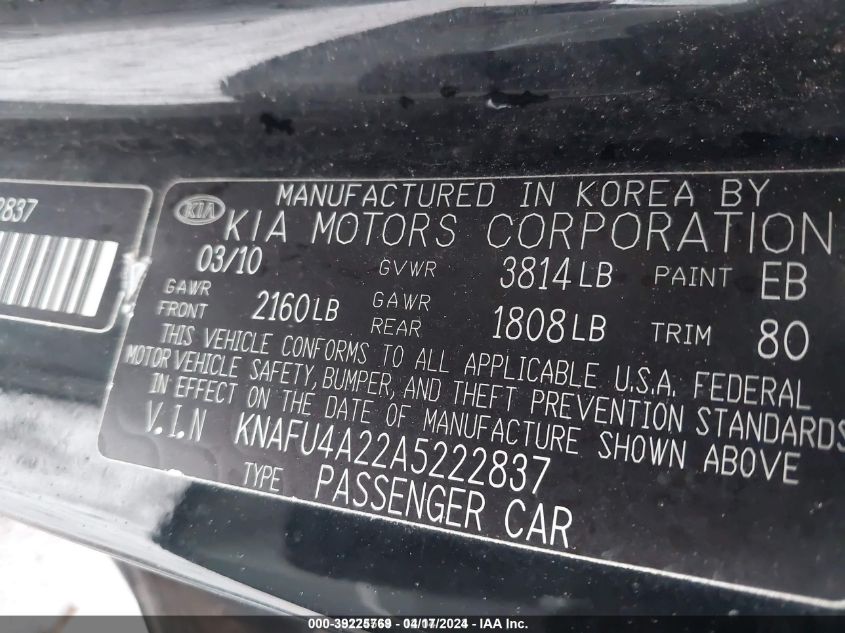 2837
KIA
MANUFACTURED IN KOREA BY
KIA MOTORS CORPORATION
03/10 GVWR 3814LB PAINT EB
GAWR FRONT 2160LB GAWR REAR 1808LB TRIM 80
THIS VEHICLE CONFORMS TO ALL APPLICABLE U.S.A. FEDERAL
MOTOR VEHICLE SAFETY, BUMPER, AND THEFT PREVENTION STANDARDS
IN EFFECT ON THE DATE OF MANUFACTURE SHOWN ABOVE
V.I.N KNAFU4A22A5222837
TYPE PASSENGER CAR
000-39225769 - 04/17/2024 - IAA Inc.